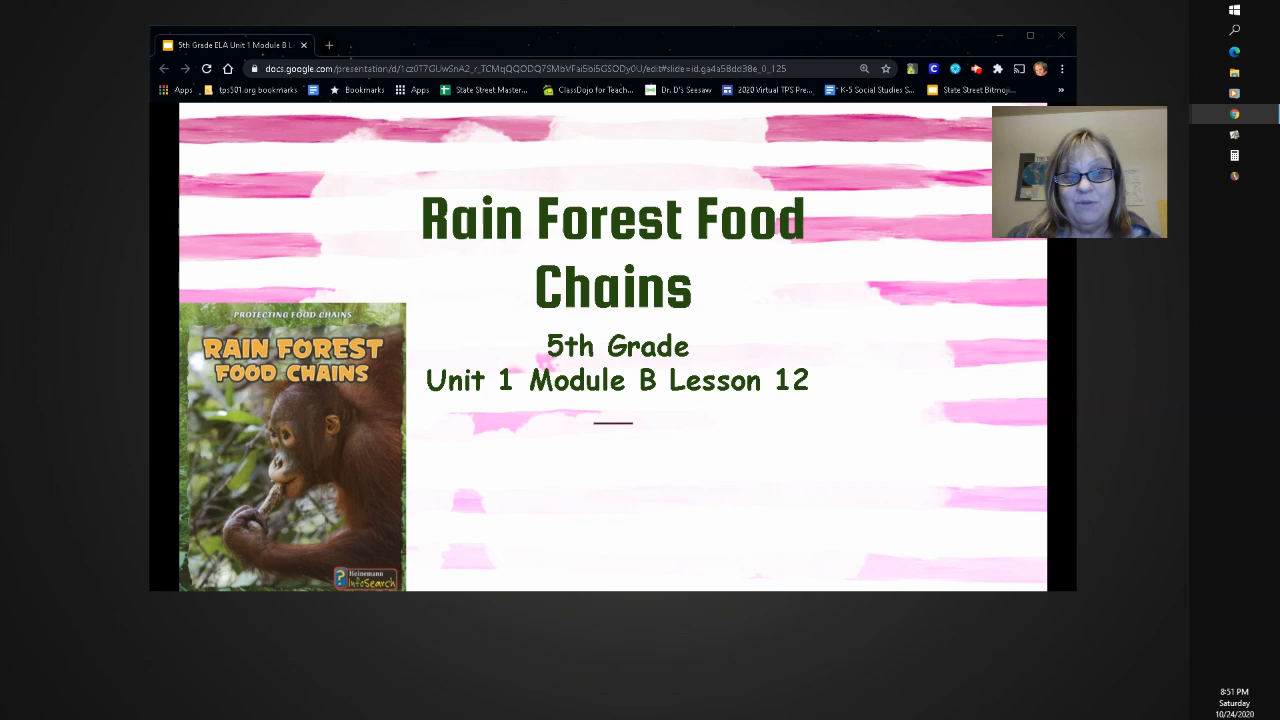 5th Grade ELA Unit 1 Module B L
docs.google.com/presentation/d/1cz0T7GUwSnA2_r_TCMqQQODQ7SMbVFai5bi5GSODy0U/edit#slide=id.ga4a58dd38e_0_125
Apps tps501.org bookmarks Bookmarks Apps State Street Master... ClassDojo for Teach... Dr. D's Seesaw 2020 Virtual TPS Pre... K-5 Social Studies S... State Street Bitmoji... »
Rain Forest Food
Chains
5th Grade
Unit 1 Module B Lesson 12
PROTECTING FOOD CHAINS
RAIN FOREST
FOOD CHAINS
Heinemann
InfoSearch
8:51 PM
Saturday
10/24/2020